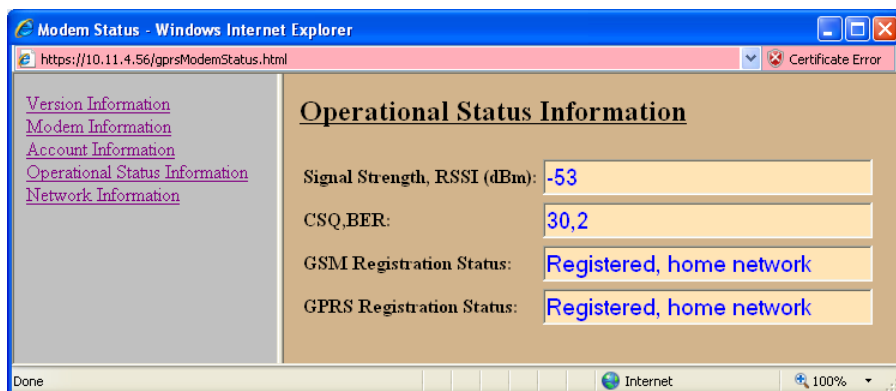 Modem Status - Windows Internet Explorer
https://10.11.4.56/gprsModemStatus.html
Certificate Error
Version Information
Modem Information
Account Information
Operational Status Information
Network Information
Operational Status Information
Signal Strength, RSSI (dBm): -53
CSQ,BER: 30,2
GSM Registration Status: Registered, home network
GPRS Registration Status: Registered, home network
Done
Internet
100%